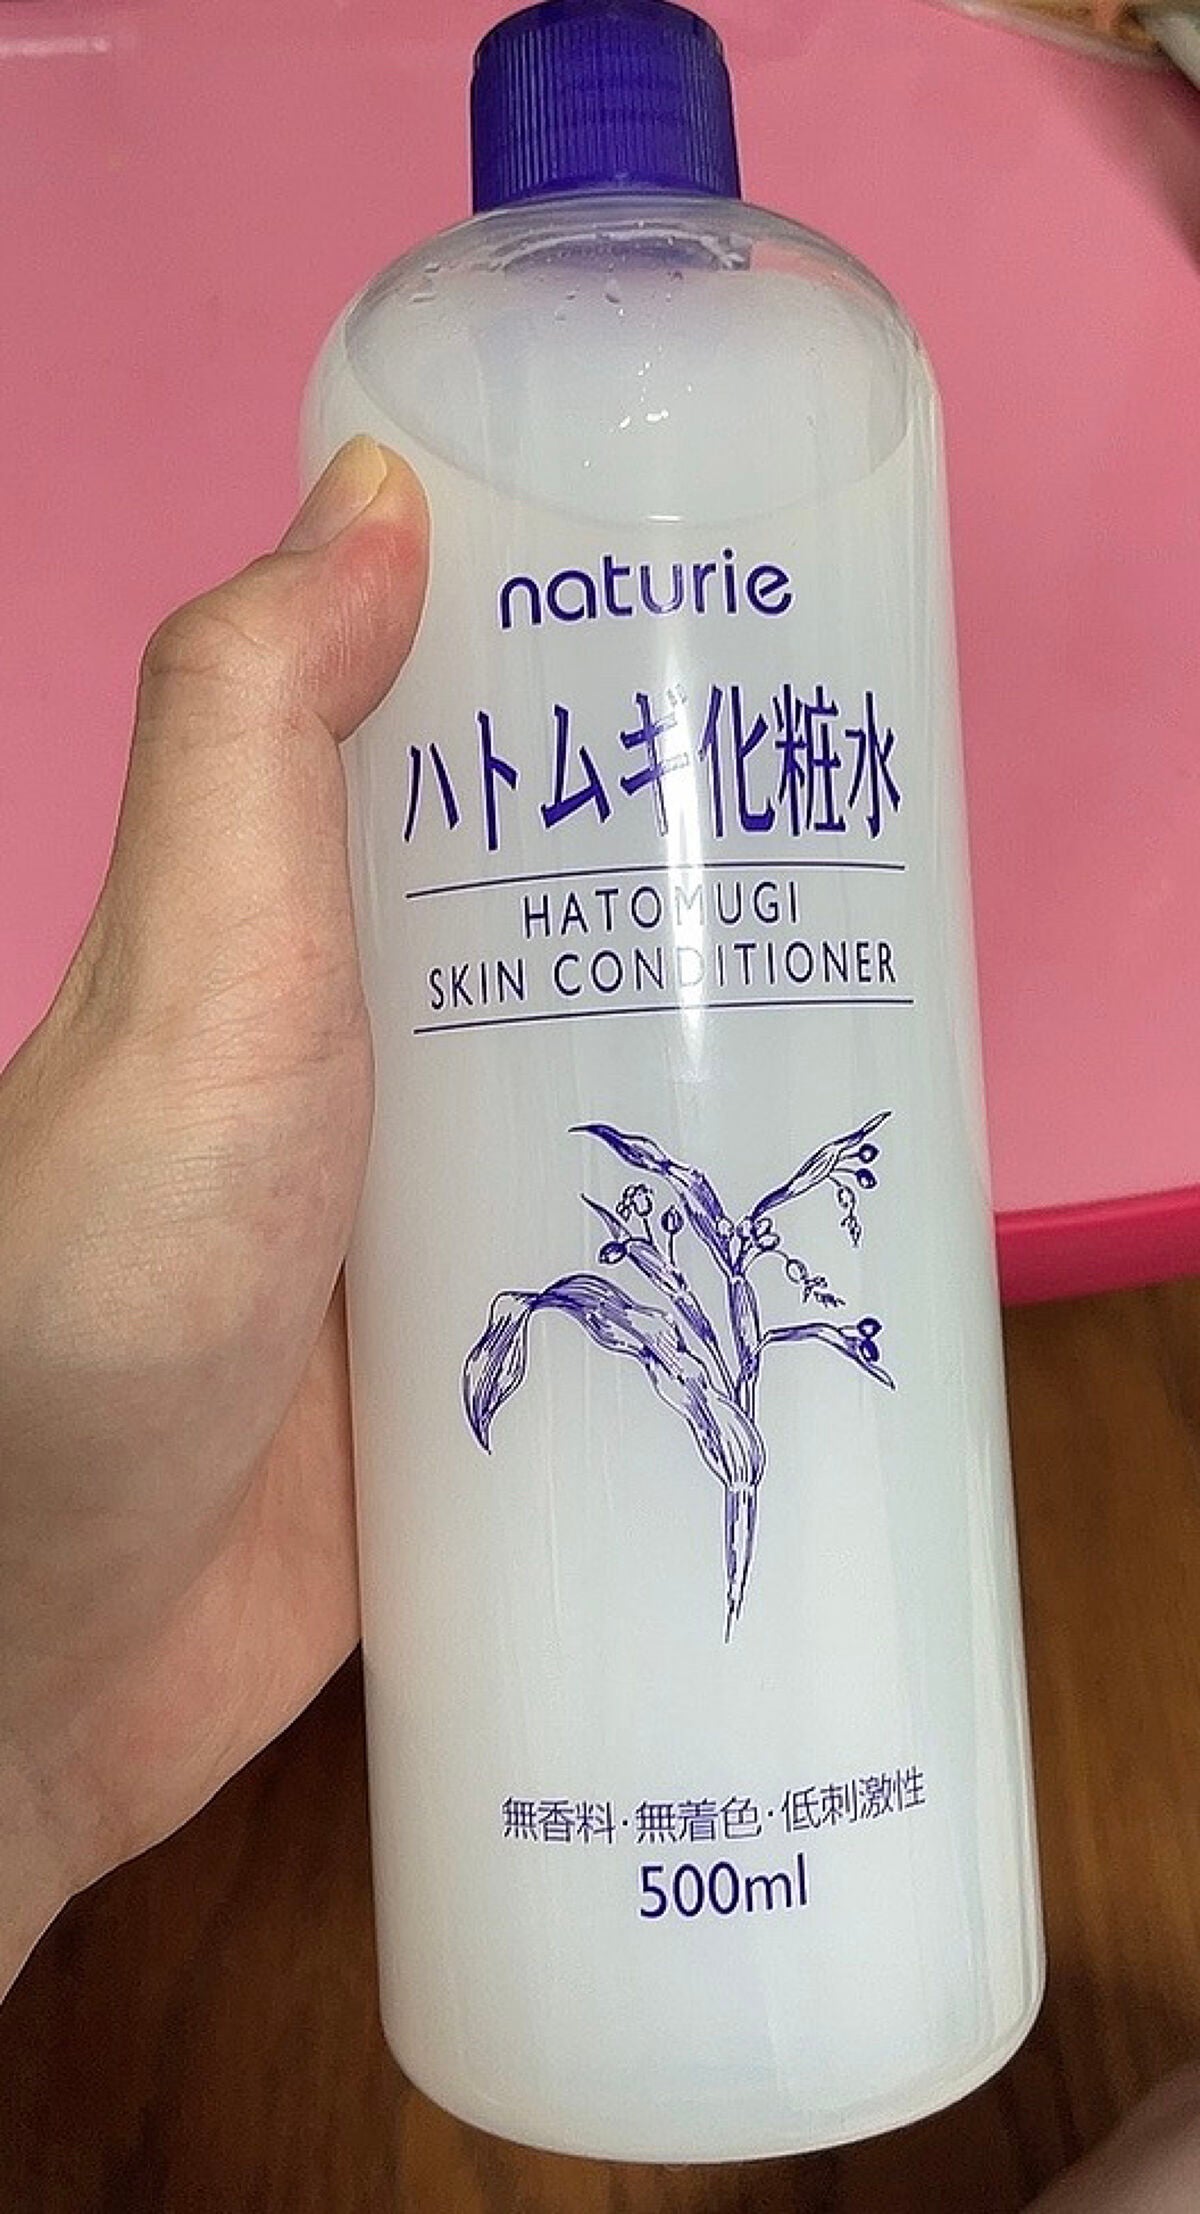 naturie
ハトムギ化粧水
HATOMUGI
SKIN CONDITIONER
無香料·無着色·低刺激性
500ml